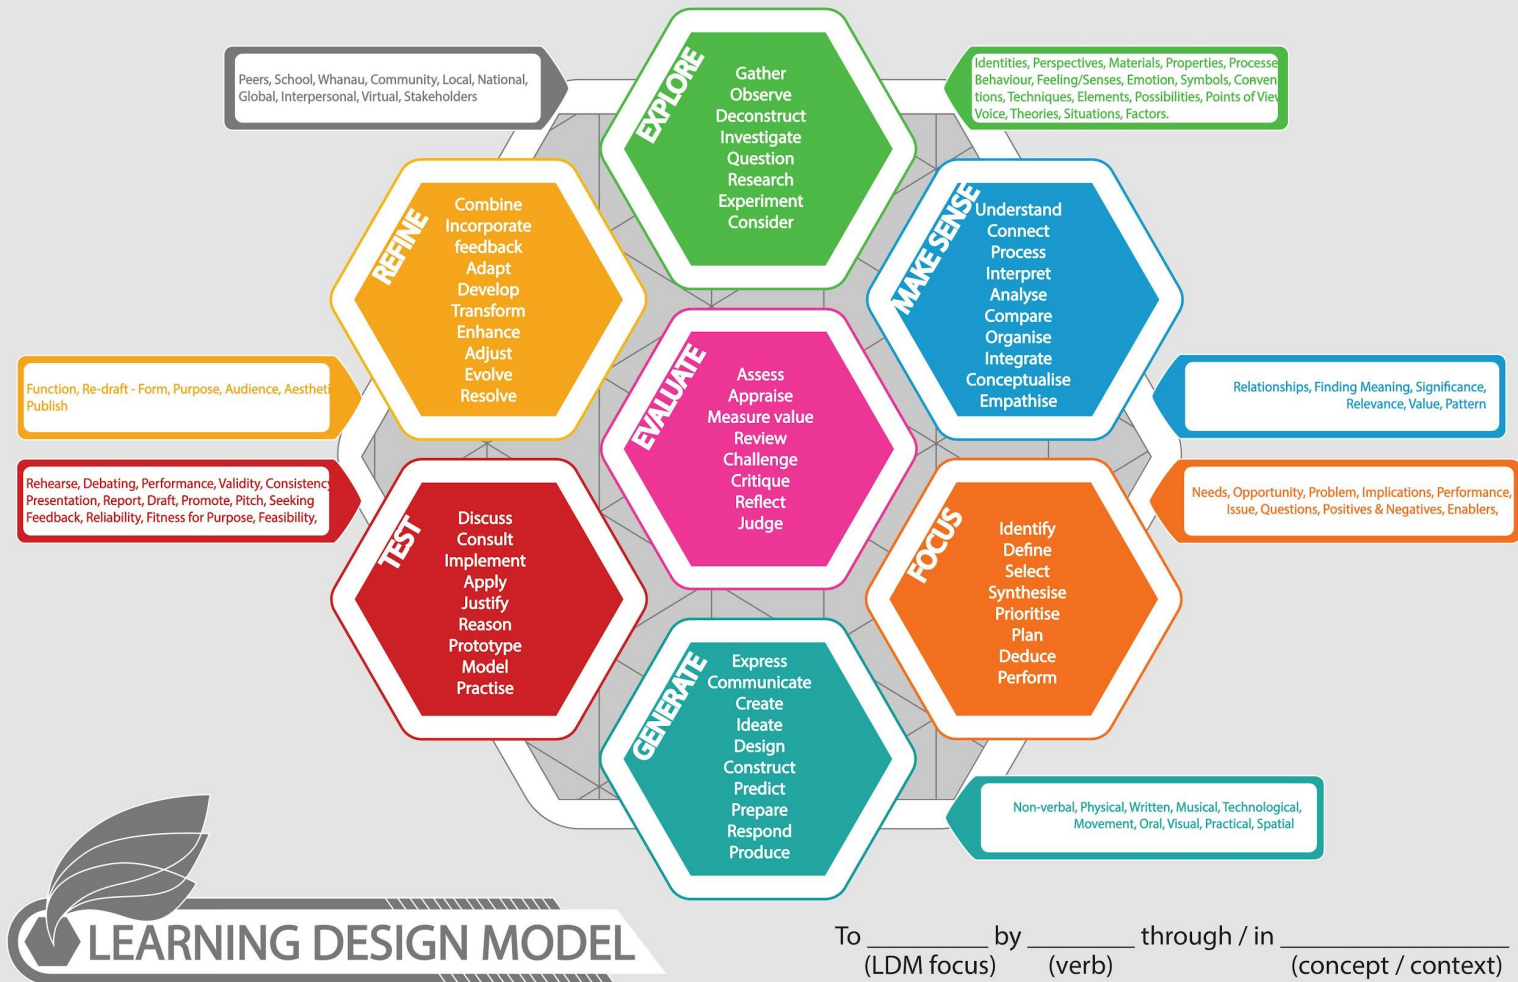 Peers, School, Whanau, Community, Local, National,
Global, Interpersonal, Virtual, Stakeholders
EXPLORE
Gather
Observe
Deconstruct
Investigate
Question
Research
Experiment
Consider
Identities, Perspectives, Materials, Properties, Processe
Behaviour, Feeling/Senses, Emotion, Symbols, Conven
tions, Techniques, Elements, Possibilities, Points of View
Voice, Theories, Situations, Factors.
REFINE
Combine
Incorporate
feedback
Adapt
Develop
Transform
Enhance
Adjust
Evolve
Resolve
MAKE SENSE
Understand
Connect
Process
Interpret
Analyse
Compare
Organise
Integrate
Conceptualise
Empathise
Function, Re-draft - Form, Purpose, Audience, Aestheti
Publish
EVALUATE
Assess
Appraise
Measure value
Review
Challenge
Critique
Reflect
Judge
Relationships, Finding Meaning, Significance,
Relevance, Value, Pattern
Rehearse, Debating, Performance, Validity, Consistency
Presentation, Report, Draft, Promote, Pitch, Seeking
Feedback, Reliability, Fitness for Purpose, Feasibility,
TEST
Discuss
Consult
Implement
Apply
Justify
Reason
Prototype
Model
Practise
FOCUS
Identify
Define
Select
Synthesise
Prioritise
Plan
Deduce
Perform
Needs, Opportunity, Problem, Implications, Performance,
Issue, Questions, Positives & Negatives, Enablers,
GENERATE
Express
Communicate
Create
Ideate
Design
Construct
Predict
Prepare
Respond
Produce
Non-verbal, Physical, Written, Musical, Technological,
Movement, Oral, Visual, Practical, Spatial
LEARNING DESIGN MODEL
To _________ by ________ through / in _________________
(LDM focus) (verb) (concept / context)